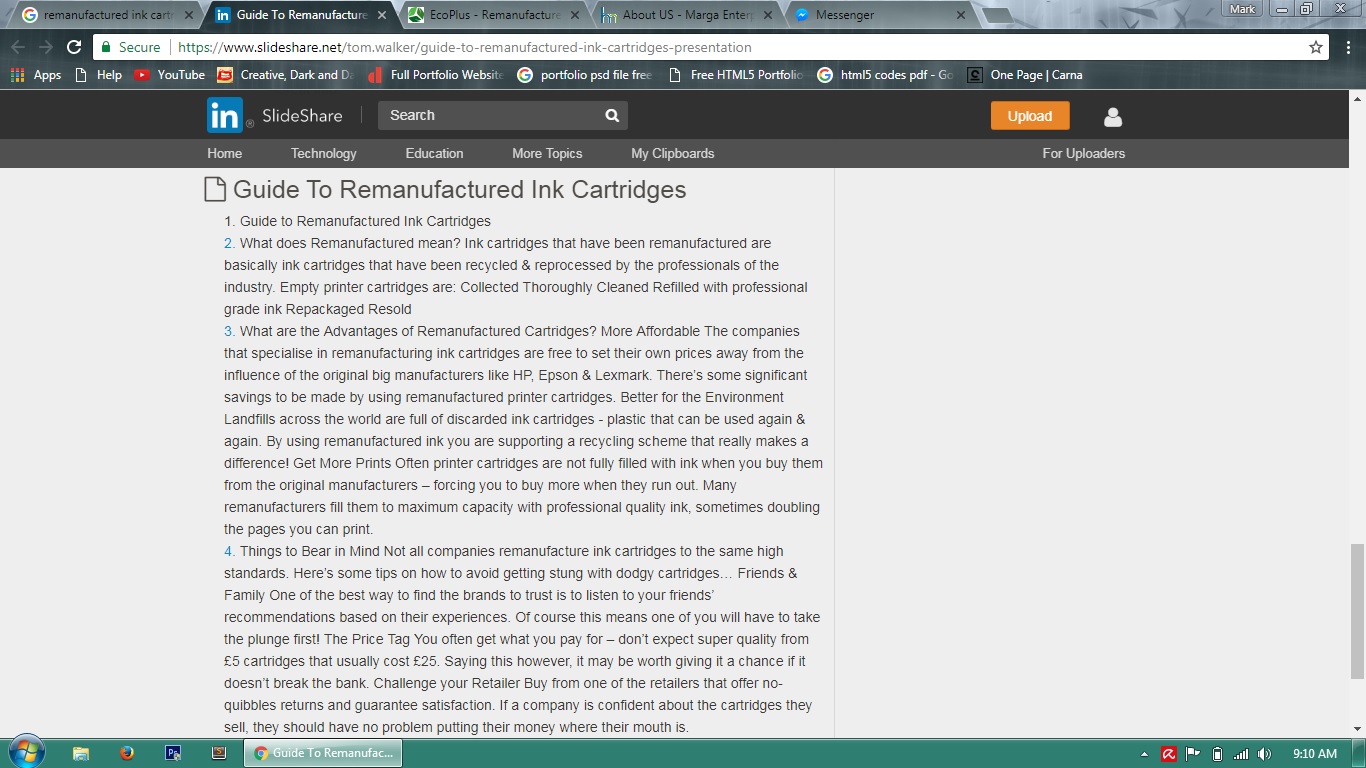 remanufactured ink cart
Guide To Remanufacture
EcoPlus - Remanufacture
About US - Marga Enterp
Messenger
Mark
Secure
https://www.slideshare.net/tom.walker/guide-to-remanufactured-ink-cartridges-presentation
Apps
Help
YouTube
Creative, Dark and Da
Full Portfolio Website
portfolio psd file free
Free HTML5 Portfolio
html5 codes pdf - Go
One Page | Carna
in ® SlideShare
Search
Upload
Home
Technology
Education
More Topics
My Clipboards
For Uploaders
Guide To Remanufactured Ink Cartridges
1. Guide to Remanufactured Ink Cartridges
2. What does Remanufactured mean? Ink cartridges that have been remanufactured are
basically ink cartridges that have been recycled & reprocessed by the professionals of the
industry. Empty printer cartridges are: Collected Thoroughly Cleaned Refilled with professional
grade ink Repackaged Resold
3. What are the Advantages of Remanufactured Cartridges? More Affordable The companies
that specialise in remanufacturing ink cartridges are free to set their own prices away from the
influence of the original big manufacturers like HP, Epson & Lexmark. There’s some significant
savings to be made by using remanufactured printer cartridges. Better for the Environment
Landfills across the world are full of discarded ink cartridges - plastic that can be used again &
again. By using remanufactured ink you are supporting a recycling scheme that really makes a
difference! Get More Prints Often printer cartridges are not fully filled with ink when you buy them
from the original manufacturers – forcing you to buy more when they run out. Many
remanufacturers fill them to maximum capacity with professional quality ink, sometimes doubling
the pages you can print.
4. Things to Bear in Mind Not all companies remanufacture ink cartridges to the same high
standards. Here’s some tips on how to avoid getting stung with dodgy cartridges… Friends &
Family One of the best way to find the brands to trust is to listen to your friends’
recommendations based on their experiences. Of course this means one of you will have to take
the plunge first! The Price Tag You often get what you pay for – don’t expect super quality from
£5 cartridges that usually cost £25. Saying this however, it may be worth giving it a chance if it
doesn’t break the bank. Challenge your Retailer Buy from one of the retailers that offer no-
quibbles returns and guarantee satisfaction. If a company is confident about the cartridges they
sell, they should have no problem putting their money where their mouth is.
Ps
Guide To Remanufac...
9:10 AM